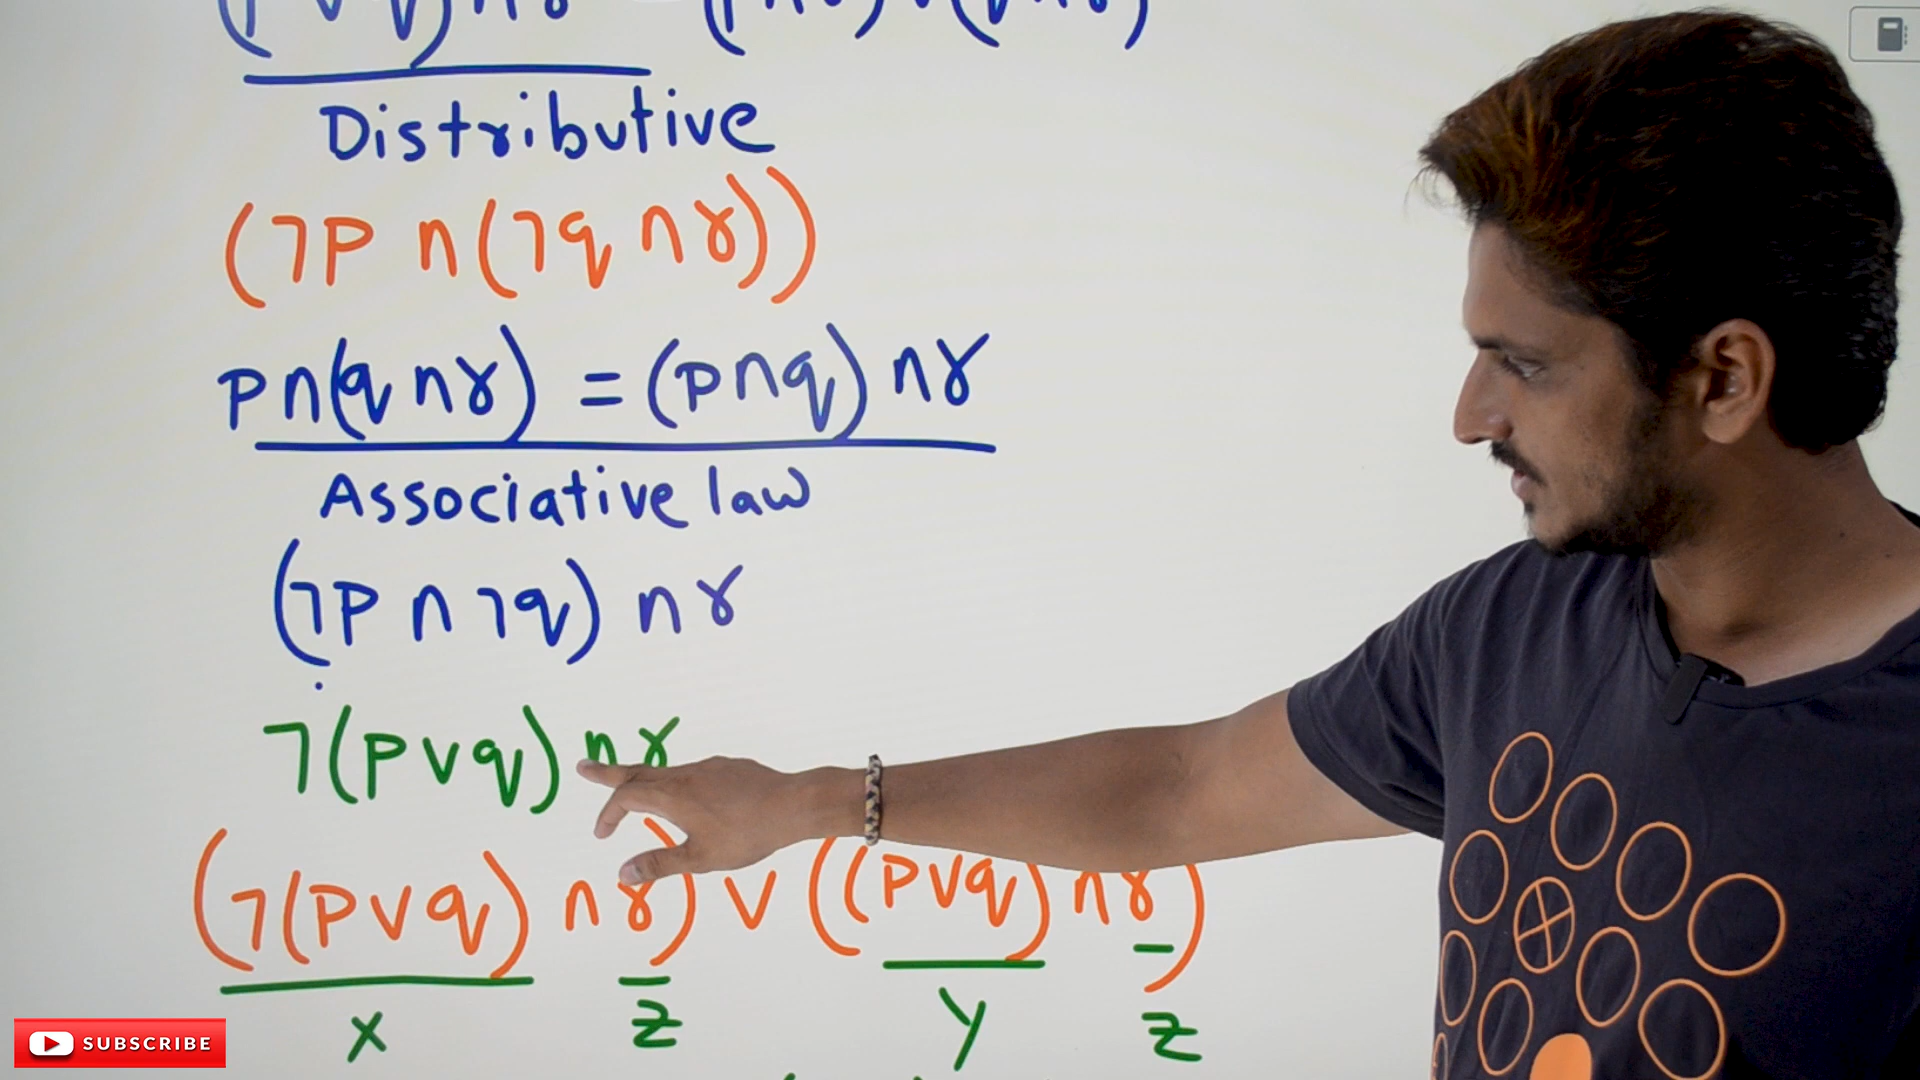 (p∨q)∧r = (p∧r)∨(q∧r)
Distributive
(¬p ∧ (¬q ∧ r))
p∧(q∧r) = (p∧q)∧r
Associative law
(¬p ∧ ¬q) ∧ r
¬(p∨q) ∧ r
(¬(p∨q) ∧ r) ∨ ((p∨q) ∧ r)
x z y z
SUBSCRIBE